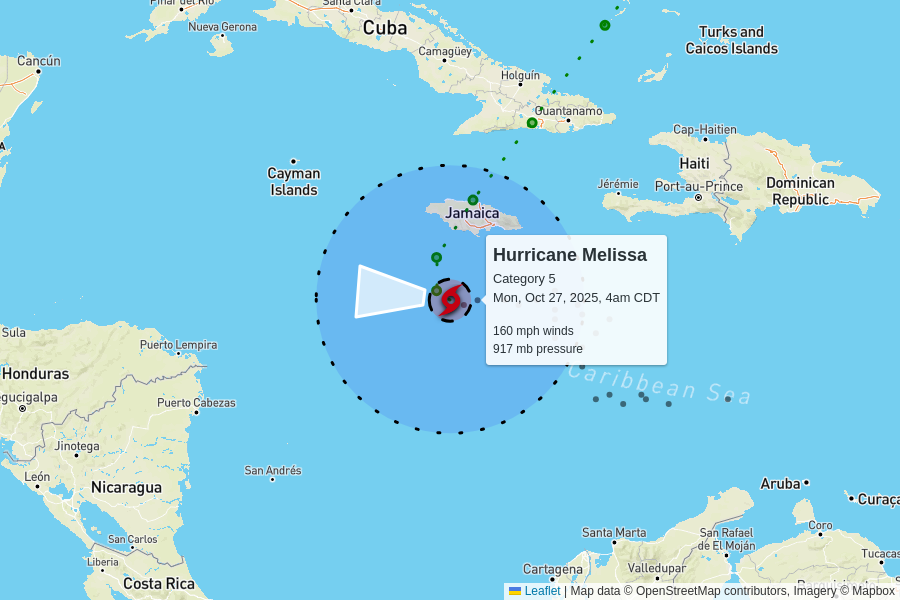 Pinar del Río
Santa Clara
Nueva Gerona
Cuba
Turks and
Caicos Islands
Camagüey
Cancún
Holguín
Guantanamo
Cap-Haitien
Cayman
Islands
Haiti
Jérémie
Port-au-Prince
Dominican
Republic
Jamaica
Hurricane Melissa
Category 5
Mon, Oct 27, 2025, 4am CDT
160 mph winds
917 mb pressure
Sula
Puerto Lempira
Honduras
egucigalpa
Puerto Cabezas
Caribbean Sea
Jinotega
León
Nicaragua
San Andrés
Aruba
Curaça
San Carlos
Liberia
Costa Rica
Santa Marta
San Rafael
de El Moján
Coro
Tucacas
Cartagena
Valledupar
Leaflet | Map data © OpenStreetMap contributors, Imagery © Mapbox